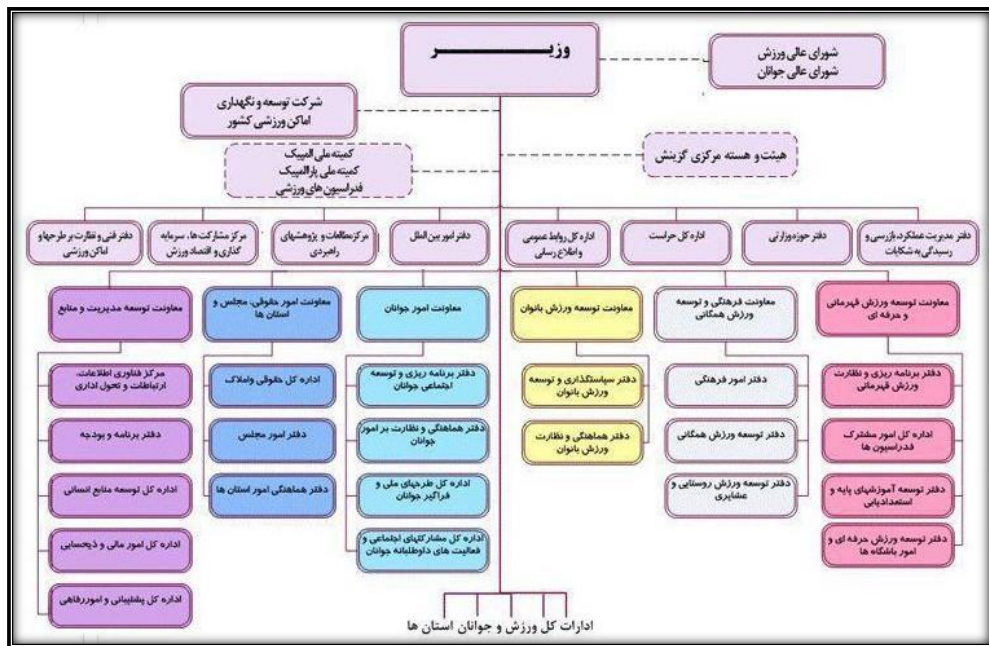 وزیـــــــــــر
شورای عالی ورزش
شورای عالی جوانان
شرکت توسعه و نگهداری
اماکن ورزشی کشور
هیئت و هسته مرکزی گزینش
کمیته ملی المپیک
کمیته ملی پارالمپیک
فدراسیون های ورزشی
دفتر مدیریت عملکرد، بازرسی و
رسیدگی به شکایات
دفتر حوزه وزارتی
اداره کل حراست
اداره کل روابط عمومی
و اطلاع رسانی
دفتر امور بین الملل
مرکز مطالعات و پژوهشهای
راهبردی
مرکز مشارکت ها، سرمایه
گذاری و اقتصاد ورزش
دفتر فنی و نظارت بر طرحها و
اماکن ورزشی
معاونت توسعه ورزش قهرمانی
و حرفه ای
دفتر برنامه ریزی و نظارت
ورزش قهرمانی
اداره کل امور مشترک
فدراسیون ها
دفتر توسعه آموزشهای پایه و
استعدادیابی
دفتر توسعه ورزش حرفه ای و
امور باشگاه ها
معاونت فرهنگی و توسعه
ورزش همگانی
دفتر امور فرهنگی
دفتر توسعه ورزش همگانی
دفتر توسعه ورزش روستایی و
عشایری
معاونت توسعه ورزش بانوان
دفتر سیاستگذاری و توسعه
ورزش بانوان
دفتر هماهنگی و نظارت
ورزش بانوان
معاونت امور جوانان
دفتر برنامه ریزی و توسعه
اجتماعی جوانان
دفتر هماهنگی و نظارت بر امور
جوانان
اداره کل طرحهای ملی و
فراگیر جوانان
اداره کل مشارکتهای اجتماعی و
فعالیت های داوطلبانه جوانان
معاونت امور حقوقی، مجلس و
استان ها
اداره کل حقوقی واملاک
دفتر امور مجلس
دفتر هماهنگی امور استان ها
معاونت توسعه مدیریت و منابع
مرکز فناوری اطلاعات،
ارتباطات و تحول اداری
دفتر برنامه و بودجه
اداره کل توسعه منابع انسانی
اداره کل امور مالی و ذیحسابی
اداره کل پشتیبانی و اموررفاهی
ادارات کل ورزش و جوانان استان ها